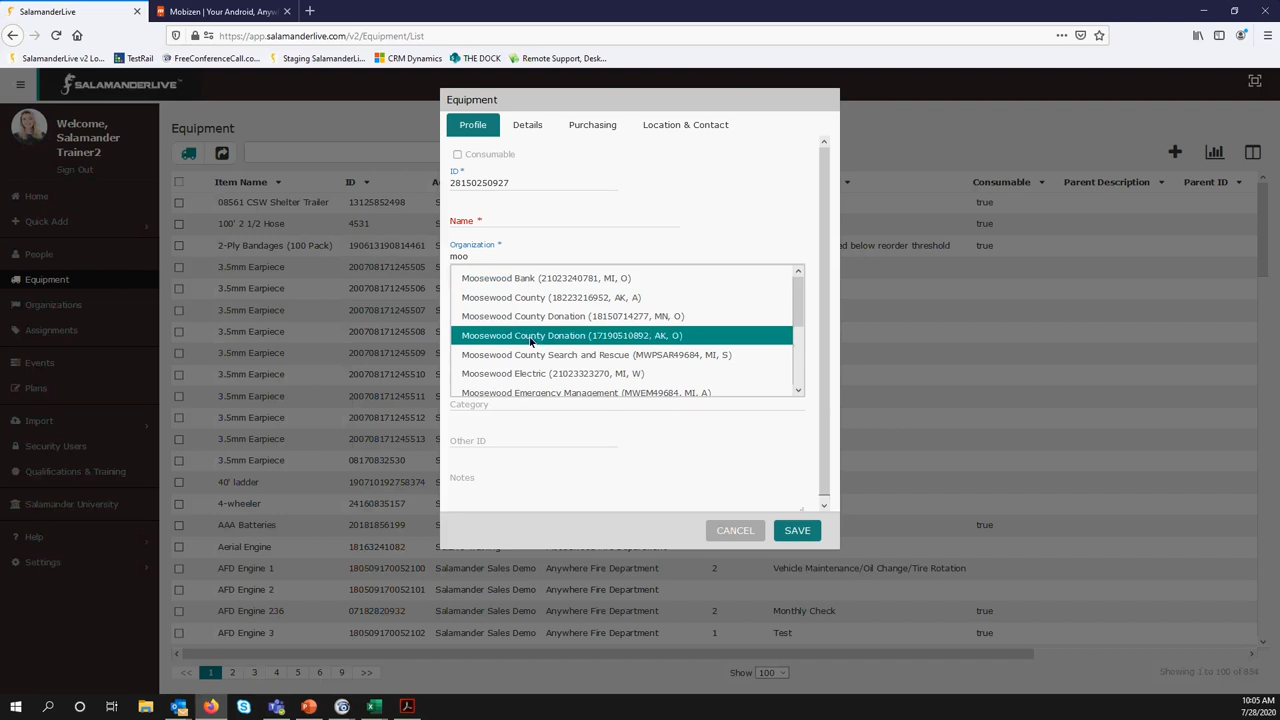 SalamanderLive
Mobizen | Your Android, Anyw
https://app.salamanderlive.com/v2/Equipment/List
SalamanderLive v2 Lo...
TestRail
FreeConferenceCall.co...
Staging SalamanderLi...
CRM Dynamics
THE DOCK
Remote Support, Desk...
SALAMANDERLIVE
Welcome,
Salamander
Trainer2
Sign Out
Home
Quick Add
People
Equipment
Organizations
Assignments
Events
Plans
Import
Security Users
Qualifications & Training
Salamander University
Help
Settings
Equipment
Item Name ID Consumable Parent Description Parent ID
08561 CSW Shelter Trailer 13125852498 true
100' 2 1/2 Hose 4531 true
2-Ply Bandages (100 Pack) 190613190814461 ed below reorder threshold true
3.5mm Earpiece 200708171245505
3.5mm Earpiece
3.5mm Earpiece 200708171245507
3.5mm Earpiece
3.5mm Earpiece 200708171245509
3.5mm Earpiece 200708171245510
3.5mm Earpiece 200708171245511
3.5mm Earpiece 200708171245512
3.5mm Earpiece 200708171245513
3.5mm Earpiece 08170832530
40' ladder 190710192758374
4-wheeler 24160835157
AAA Batteries 20181856199 true
Aerial Engine 18163241082
AFD Engine 1 180509170052100 Salamander Sales Demo Anywhere Fire Department 2 Vehicle Maintenance/Oil Change/Tire Rotation
AFD Engine 2 180509170052101 Salamander Sales Demo Anywhere Fire Department
AFD Engine 236 07182820932 Salamander Sales Demo Anywhere Fire Department 2 Monthly Check true
AFD Engine 3 180509170052102 Salamander Sales Demo Anywhere Fire Department 1 Test true
<< 1 2 3 4 5 6 9 >>
Show 100
Showing 1 to 100 of 834
Equipment
Profile Details Purchasing Location & Contact
Consumable
ID *
28150250927
Name *
Organization *
moo
Moosewood Bank (21023240781, MI, O)
Moosewood County (18223216952, AK, A)
Moosewood County Donation (18150714277, MN, O)
Moosewood County Donation (17190510892, AK, O)
Moosewood County Search and Rescue (MWPSAR49684, MI, S)
Moosewood Electric (21023323270, MI, W)
Moosewood Emergency Management (MWEM49684, MI, A)
Category
Other ID
Notes
CANCEL SAVE
10:05 AM
7/28/2020